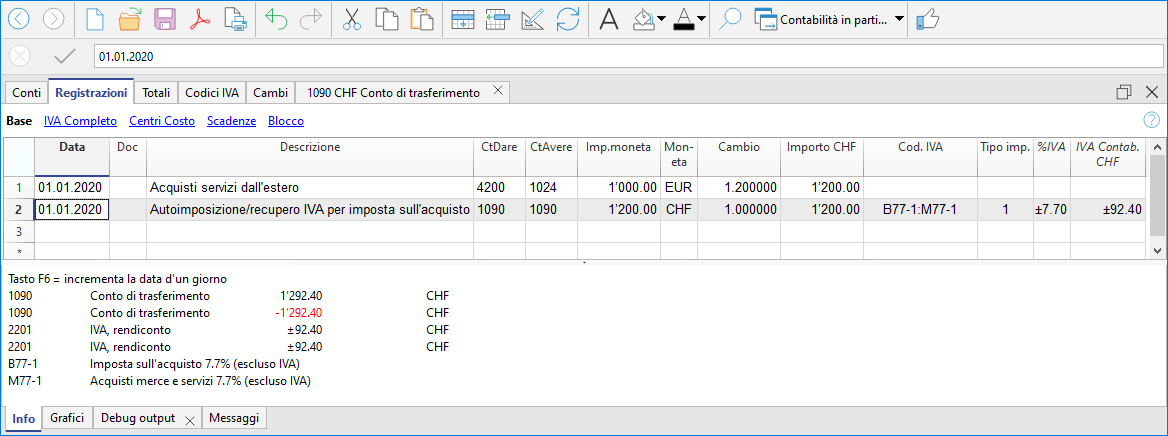 Contabilità in parti...
01.01.2020
Conti Registrazioni Totali Codici IVA Cambi 1090 CHF Conto di trasferimento
Base IVA Completo Centri Costo Scadenze Blocco
Data Doc Descrizione CtDare CtAvere Imp.moneta Mon-eta Cambio Importo CHF Cod. IVA Tipo imp. %IVA IVA Contab. CHF
1 01.01.2020 Acquisti servizi dall'estero 4200 1024 1'000.00 EUR 1.200000 1'200.00
2 01.01.2020 Autoimposizione/recupero IVA per imposta sull'acquisto 1090 1090 1'200.00 CHF 1.000000 1'200.00 B77-1:M77-1 1 ±7.70 ±92.40
3
*
Tasto F6 = incrementa la data d'un giorno
1090 Conto di trasferimento 1'292.40 CHF
1090 Conto di trasferimento -1'292.40 CHF
2201 IVA, rendiconto ±92.40 CHF
2201 IVA, rendiconto ±92.40 CHF
B77-1 Imposta sull'acquisto 7.7% (escluso IVA)
M77-1 Acquisti merce e servizi 7.7% (escluso IVA)
Info Grafici Debug output Messaggi